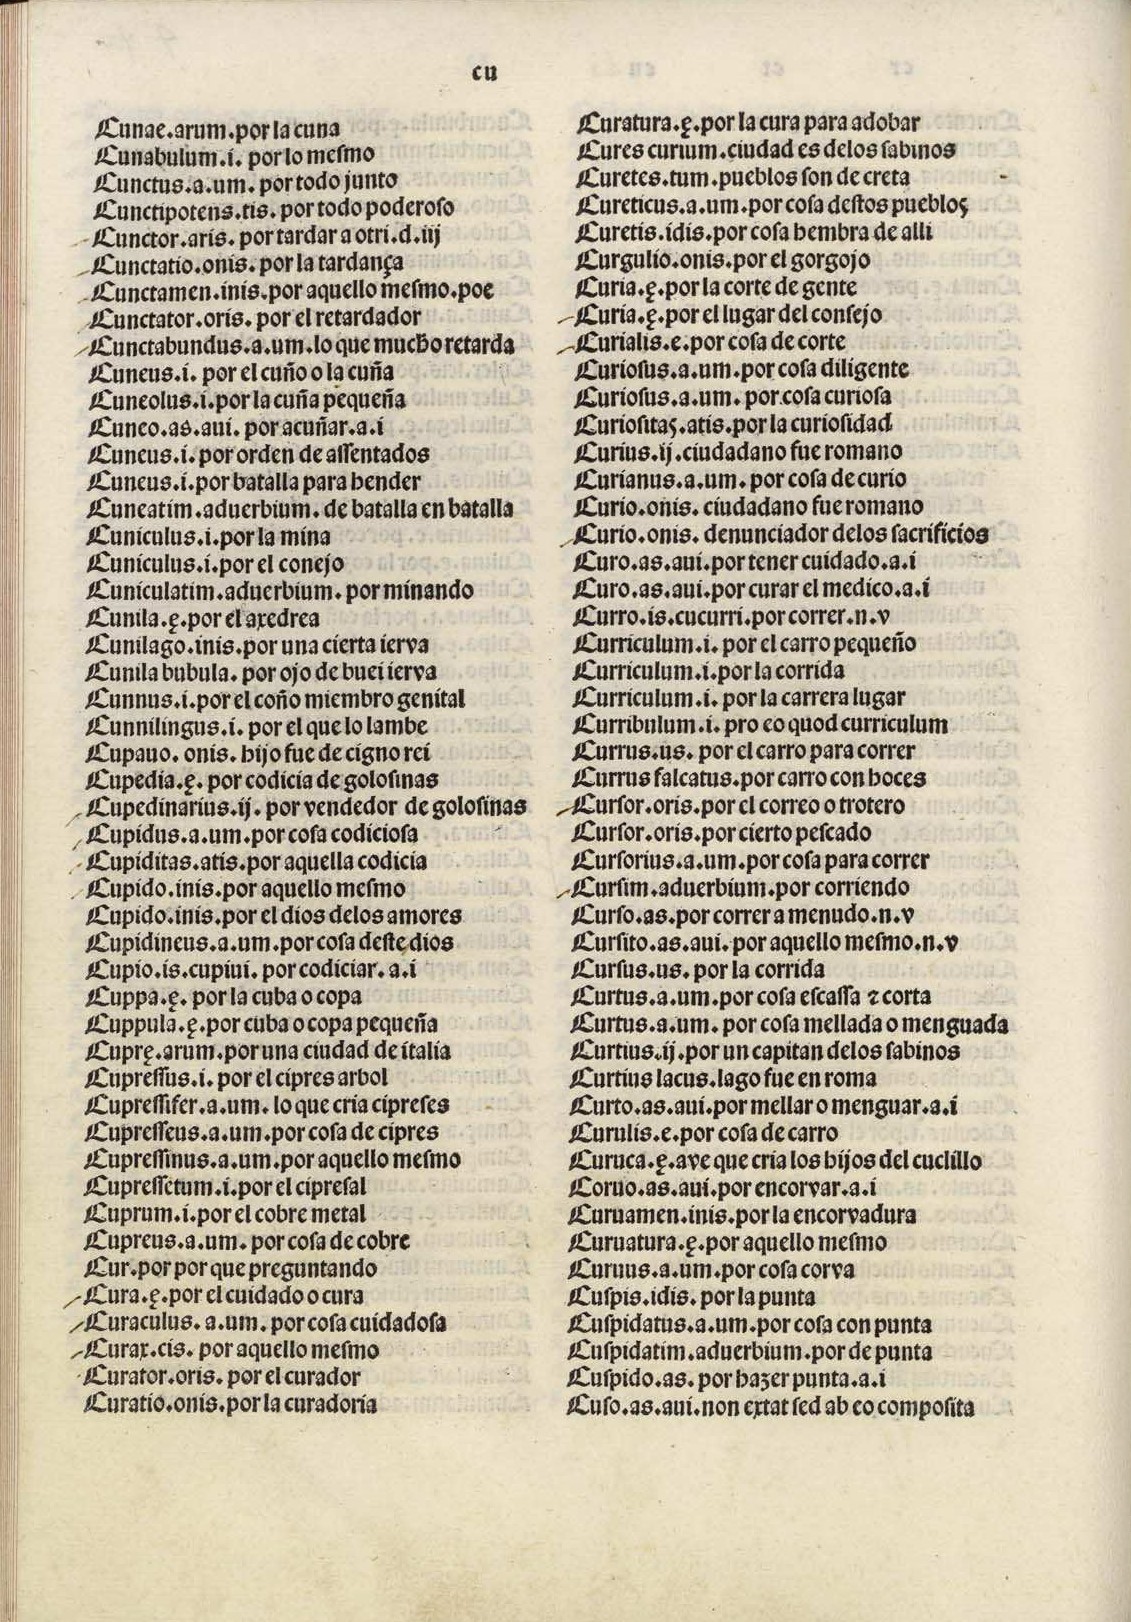 cu
Cunae.arum.por la cuna
Cunabulum.i. por lo meſmo
Cunctus.a.um. por todo junto
Cunctipotens.tis. por todo poderoso
Cunctor.aris. por tardar a otri.d.iij
Cunctatio.onis. por la tardança
Cunctamen.inis.por aquello meſmo.poe
Cunctator.oris. por el retardador
Cunctabundus.a.um.lo que mucho retarda
Cuneus.i. por el cuño o la cuña
Cuneolus.i.por la cuña pequeña
Cuneo.as.aui. por acuñar.a.i
Cuneus.i.por orden de aſſentados
Cuneus.i.por batalla para hender
Cuneatim.aduerbium. de batalla en batalla
Cuniculus.i.por la mina
Cuniculus.i.por el conejo
Cuniculatim.aduerbium. por minando
Cunila.ę.por el axedrea
Cunilago.inis.por una cierta ierva
Cunila bubula. por ojo de buei ierva
Cunnus.i.por el coño miembro genital
Cunnilingus.i. por el que lo lambe
Cupauo. onis. hijo fue de cigno rei
Cupedia.ę. por codicia de golosinas
Cupedinarius.ij. por vendedor de golosinas
Cupidus.a.um.por cosa codiciosa
Cupiditas.atis.por aquella codicia
Cupido.inis.por aquello meſmo
Cupido.inis.por el dios delos amores
Cupidineus.a.um.por cosa deſte dios
Cupio.is.cupiui. por codiciar. a.i
Cuppa.ę. por la cuba o copa
Cuppula.ę.por cuba o copa pequeña
Cuprę.arum.por una ciudad de italia
Cupreſſus.i. por el cipres arbol
Cupreſſifer.a.um. lo que cria cipreses
Cupreſſeus.a.um.por cosa de cipres
Cupreſſinus.a.um.por aquello meſmo
Cupreſſetum.i.por el cipresal
Cuprum.i.por el cobre metal
Cupreus.a.um. por cosa de cobre
Cur.por por que preguntando
Cura.ę.por el cuidado o cura
Curaculus. a.um. por cosa cuidadosa
Curax.cis. por aquello meſmo
Curator.oris. por el curador
Curatio.onis.por la curadoria
Curatura.ę.por la cura para adobar
Cures curium.ciudad es delos sabinos
Curetes.tum.pueblos son de creta
Cureticus.a.um.por cosa deſtos pueblos
Curetis.idis.por cosa hembra de alli
Curgulio.onis.por el gorgojo
Curia.ę.por la corte de gente
Curia.ę.por el lugar del conſejo
Curialis.e.por cosa de corte
Curiosus.a.um.por cosa diligente
Curiosus.a.um. por cosa curiosa
Curiositas.atis.por la curiosidad
Curius.ij.ciudadano fue romano
Curianus.a.um. por cosa de curio
Curio.onis. ciudadano fue romano
Curio.onis. denunciador delos sacrificios
Curo.as.aui.por tener cuidado.a.i
Curo.as.aui.por curar el medico.a.i
Curro.is.cucurri.por correr.n.v
Curriculum.i. por el carro pequeño
Curriculum.i.por la corrida
Curriculum.i. por la carrera lugar
Curribulum.i. pro eo quod curriculum
Currus.us. por el carro para correr
Currus falcatus.por carro con hoces
Curſor.oris.por el correo o trotero
Curſor.oris.por cierto pescado
Curſorius.a.um.por cosa para correr
Curſim.aduerbium.por corriendo
Curſo.as.por correr a menudo.n.v
Curſito.as.aui. por aquello meſmo.n.v
Curſus.us. por la corrida
Curtus.a.um.por cosa escaſſa ⁊ corta
Curtus.a.um. por cosa mellada o menguada
Curtius.ij.por un capitan delos sabinos
Curtius lacus.lago fue en roma
Curto.as.aui.por mellar o menguar.a.i
Curulis.e.por cosa de carro
Curuca.ę.ave que cria los hijos del cuclillo
Coruo.as.aui.por encorvar.a.i
Curuamen.inis.por la encorvadura
Curuatura.ę.por aquello meſmo
Curuus.a.um.por cosa corva
Cuſpis.idis. por la punta
Cuſpidatus.a.um.por cosa con punta
Cuſpidatim.aduerbium.por de punta
Cuſpido.as. por hazer punta.a.i
Cuſo.as.aui.non extat ſed ab eo composita